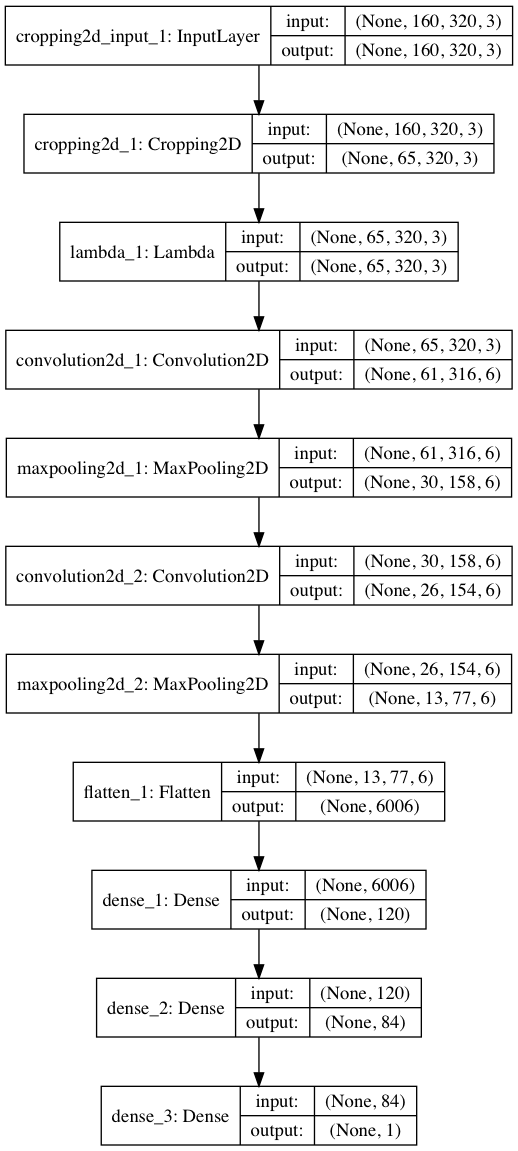 cropping2d_input_1: InputLayer
input: (None, 160, 320, 3)
output: (None, 160, 320, 3)
cropping2d_1: Cropping2D
input: (None, 160, 320, 3)
output: (None, 65, 320, 3)
lambda_1: Lambda
input: (None, 65, 320, 3)
output: (None, 65, 320, 3)
convolution2d_1: Convolution2D
input: (None, 65, 320, 3)
output: (None, 61, 316, 6)
maxpooling2d_1: MaxPooling2D
input: (None, 61, 316, 6)
output: (None, 30, 158, 6)
convolution2d_2: Convolution2D
input: (None, 30, 158, 6)
output: (None, 26, 154, 6)
maxpooling2d_2: MaxPooling2D
input: (None, 26, 154, 6)
output: (None, 13, 77, 6)
flatten_1: Flatten
input: (None, 13, 77, 6)
output: (None, 6006)
dense_1: Dense
input: (None, 6006)
output: (None, 120)
dense_2: Dense
input: (None, 120)
output: (None, 84)
dense_3: Dense
input: (None, 84)
output: (None, 1)